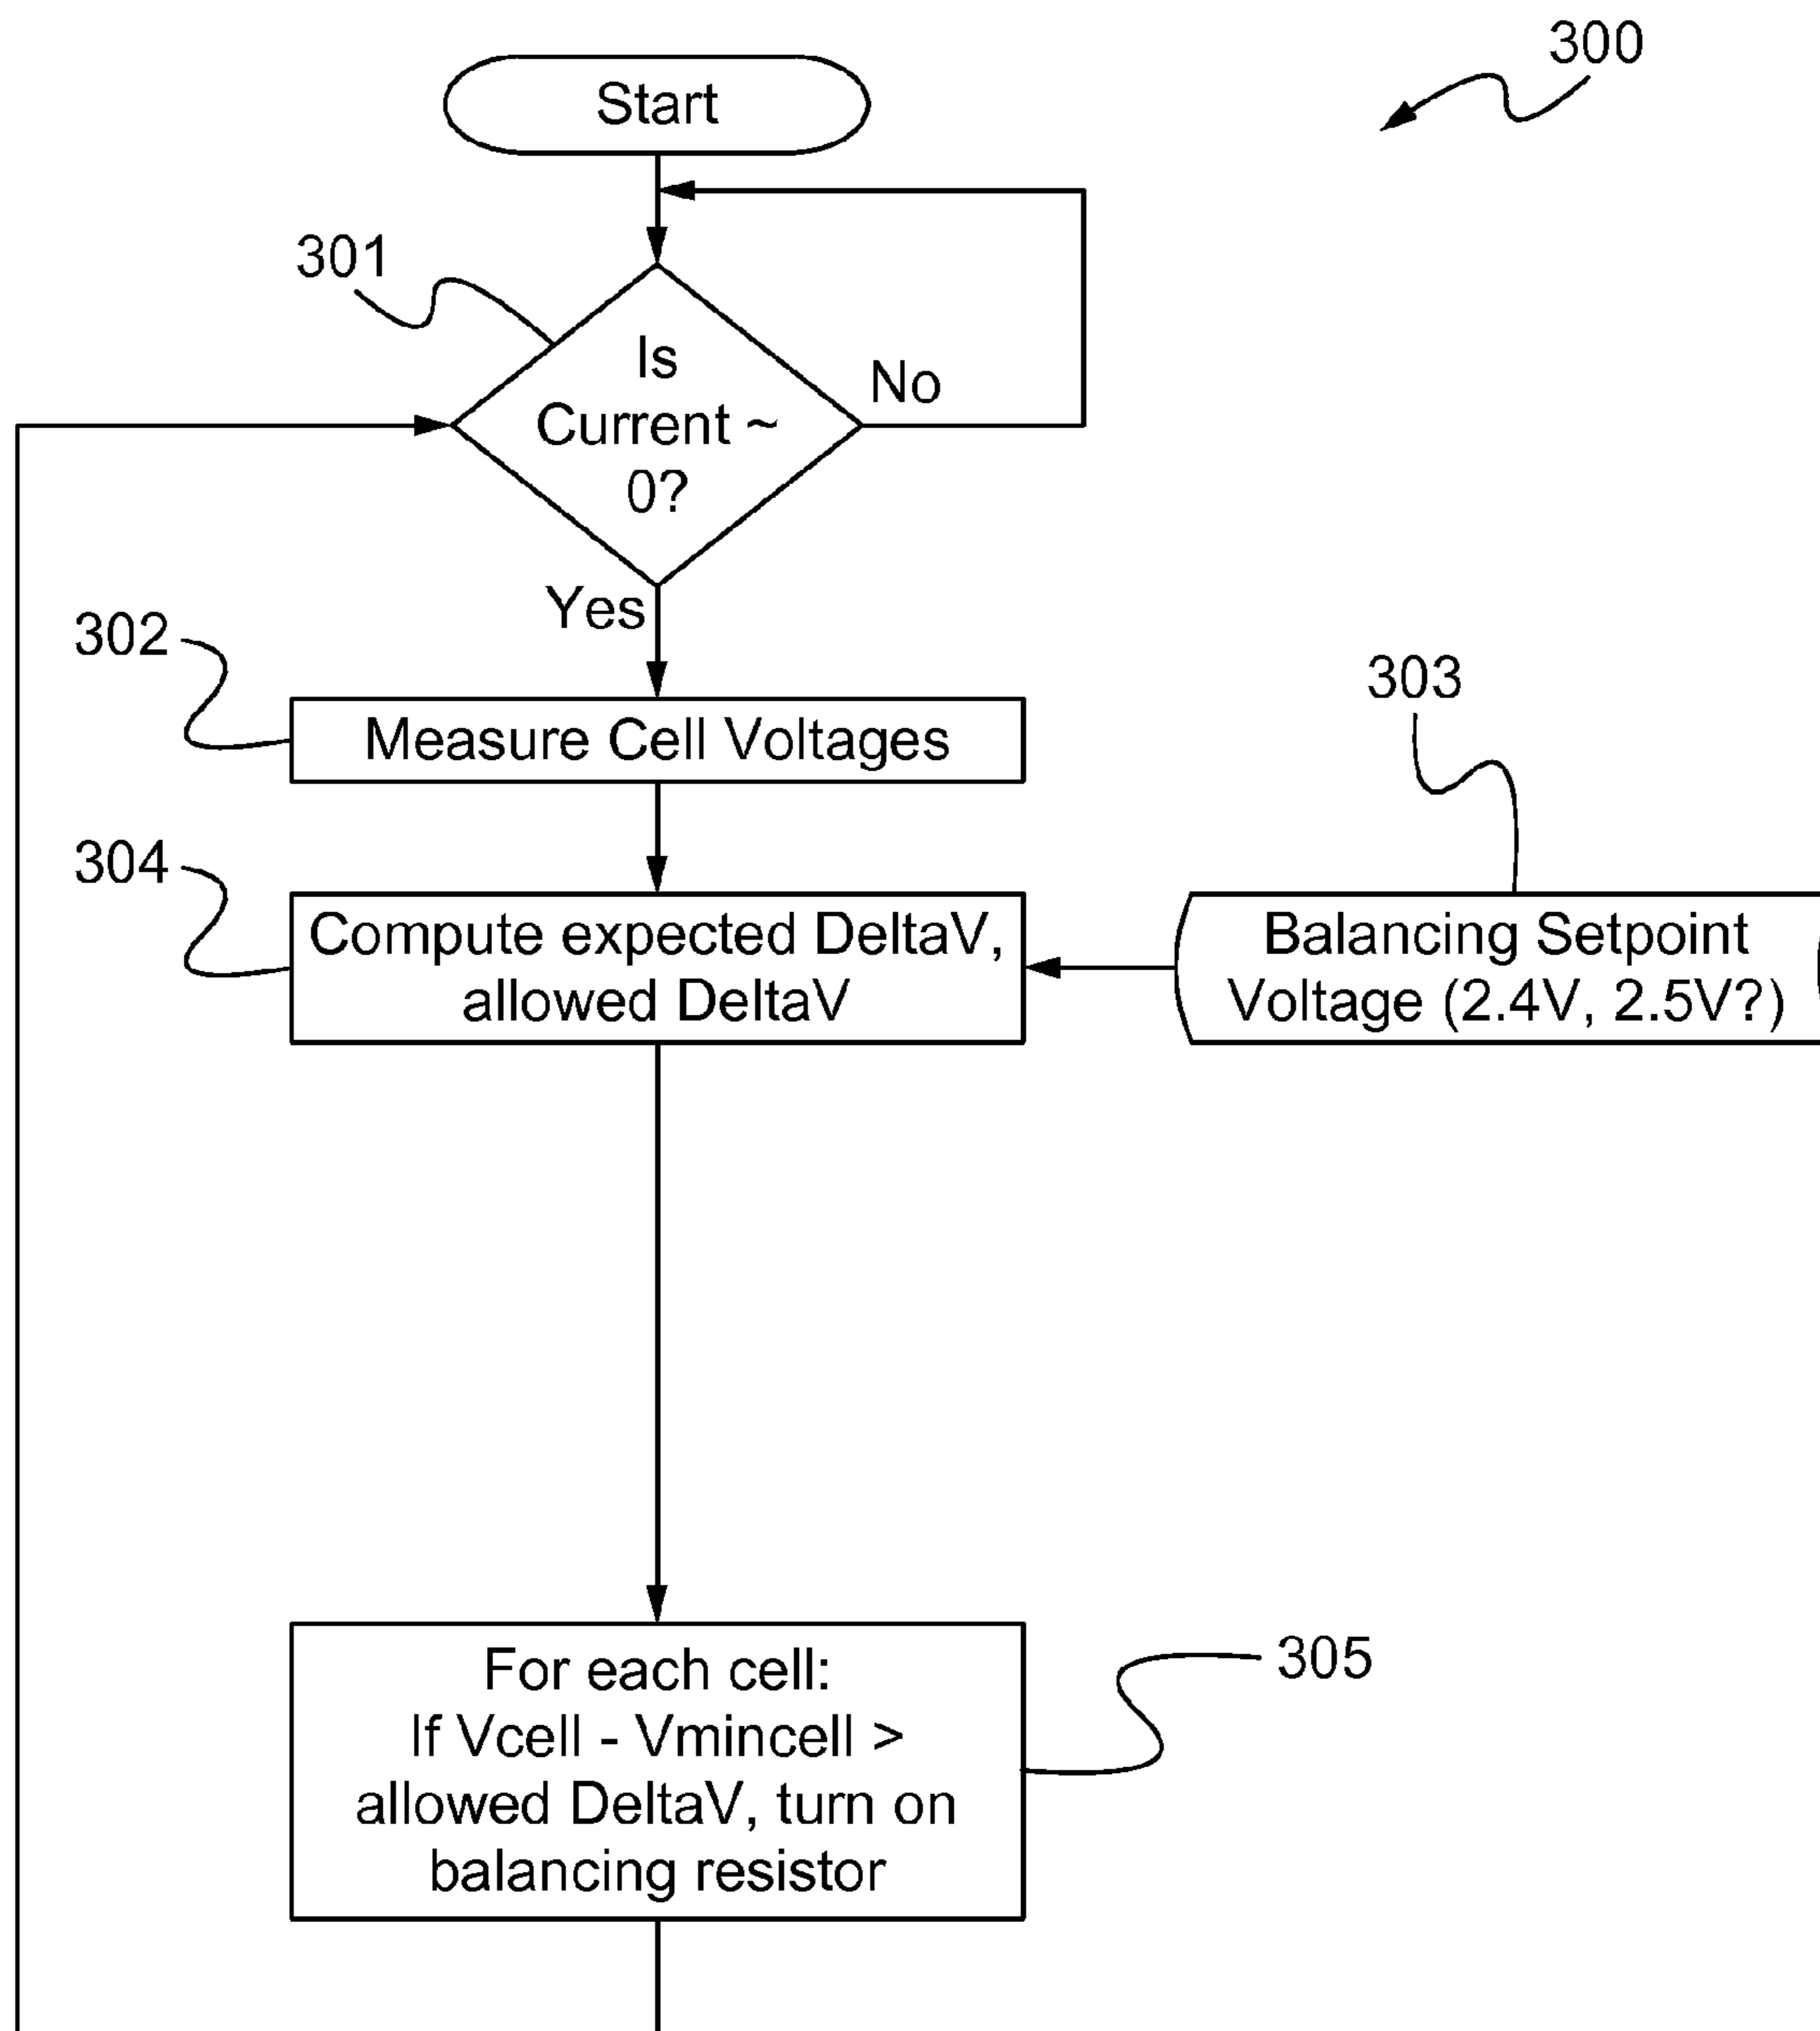 300
Start
301
Is
Current ~
0?
No
Yes
302
Measure Cell Voltages
303
304
Compute expected DeltaV,
allowed DeltaV
Balancing Setpoint
Voltage (2.4V, 2.5V?)
For each cell:
If Vcell - Vmincell >
allowed DeltaV, turn on
balancing resistor
305